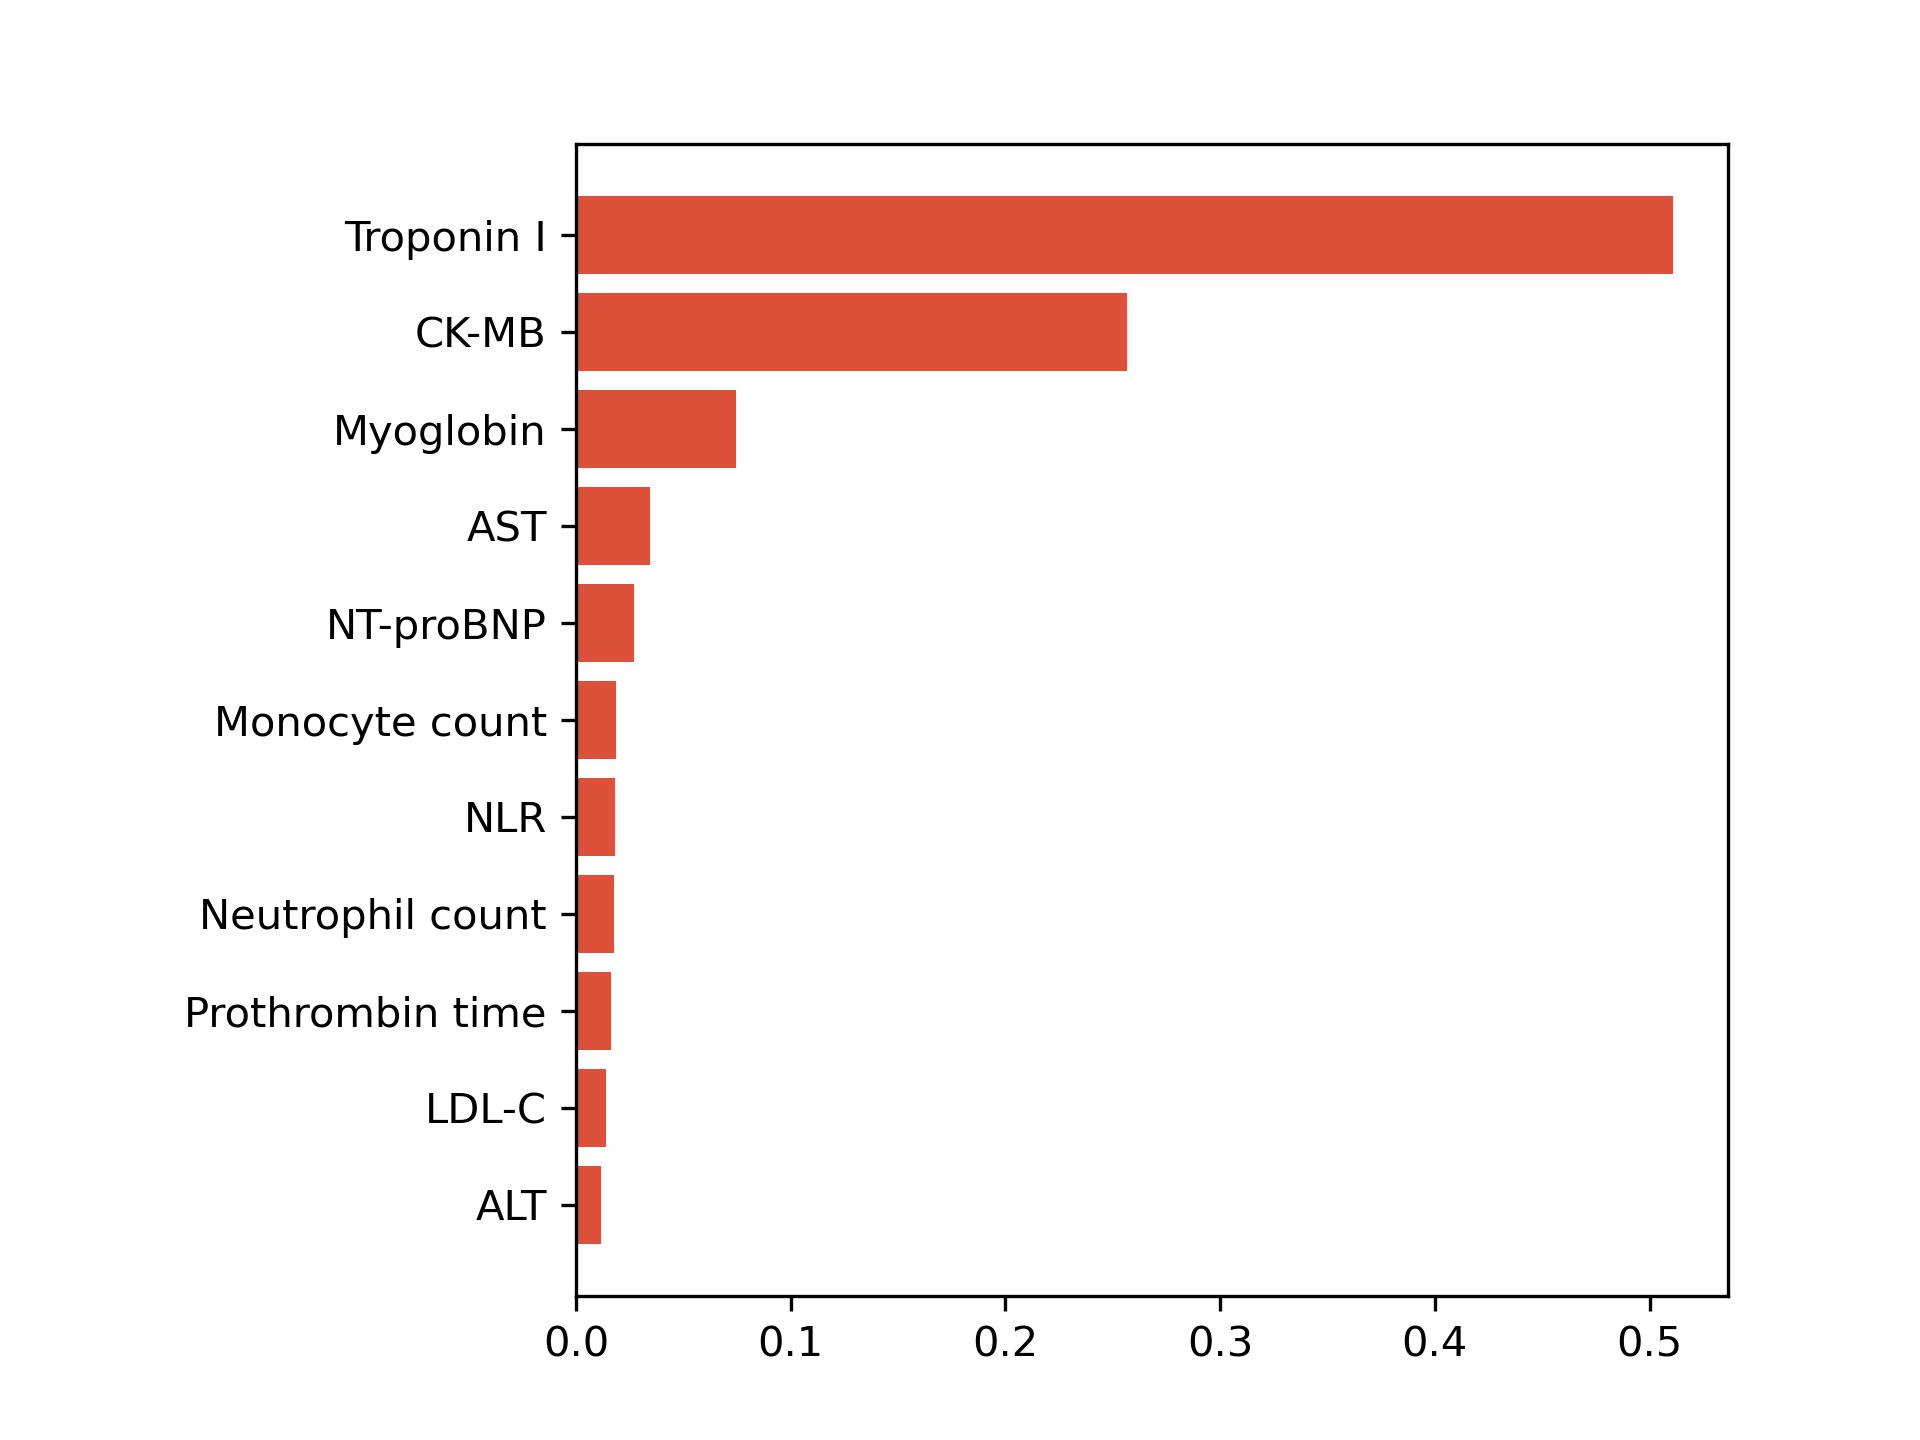 Troponin I
CK-MB
Myoglobin
AST
NT-proBNP
Monocyte count
NLR
Neutrophil count
Prothrombin time
LDL-C
ALT
0.0 0.1 0.2 0.3 0.4 0.5